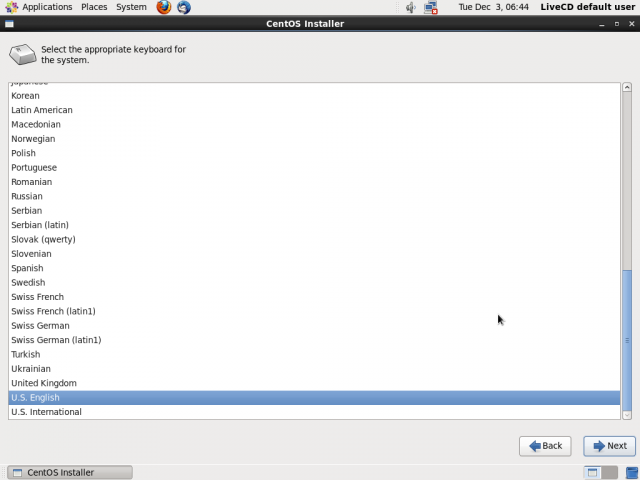 Applications Places System Tue Dec 3, 06:44 LiveCD default user
CentOS Installer
Select the appropriate keyboard for
the system.
Japanese
Korean
Latin American
Macedonian
Norwegian
Polish
Portuguese
Romanian
Russian
Serbian
Serbian (latin)
Slovak (qwerty)
Slovenian
Spanish
Swedish
Swiss French
Swiss French (latin1)
Swiss German
Swiss German (latin1)
Turkish
Ukrainian
United Kingdom
U.S. English
U.S. International
Back Next
CentOS Installer